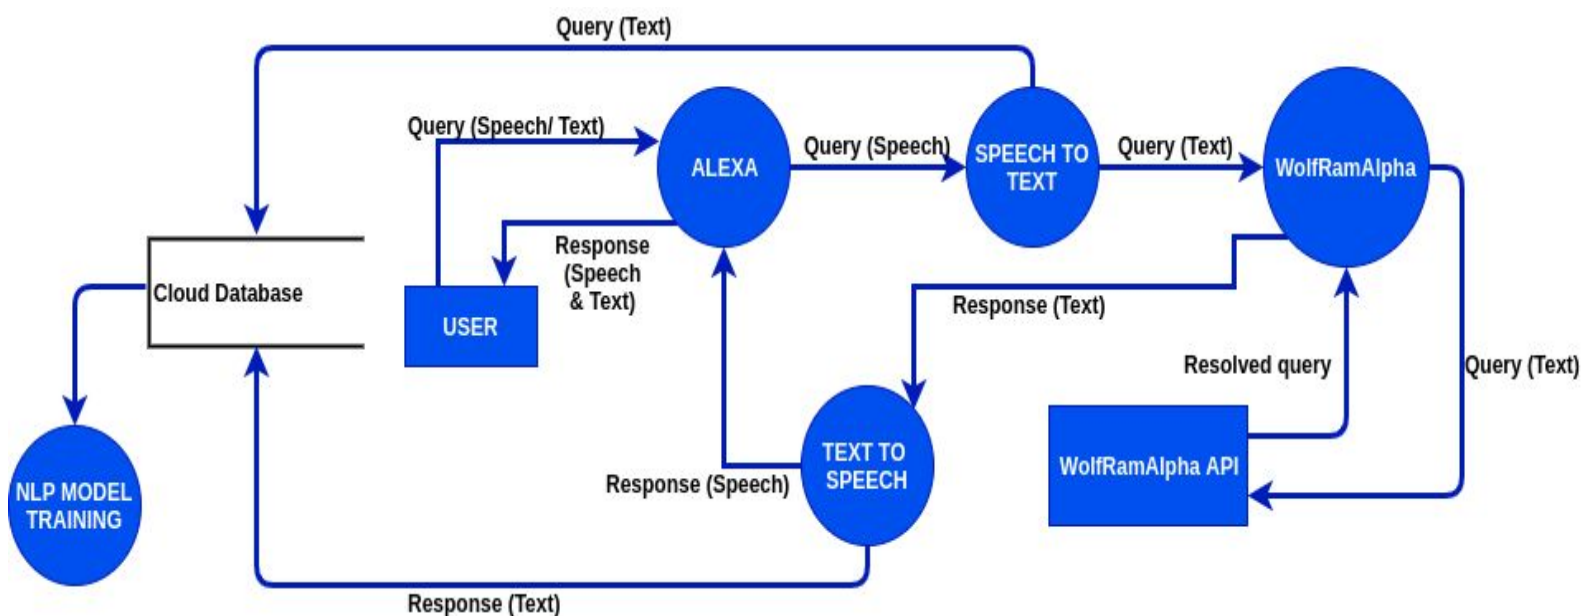 Query (Text)
Query (Speech/ Text)
ALEXA
Query (Speech)
SPEECH TO
TEXT
Query (Text)
WolfRamAlpha
Response
(Speech
& Text)
Cloud Database
USER
Response (Text)
Resolved query
Query (Text)
TEXT TO
SPEECH
WolfRamAlpha API
Response (Speech)
NLP MODEL
TRAINING
Response (Text)